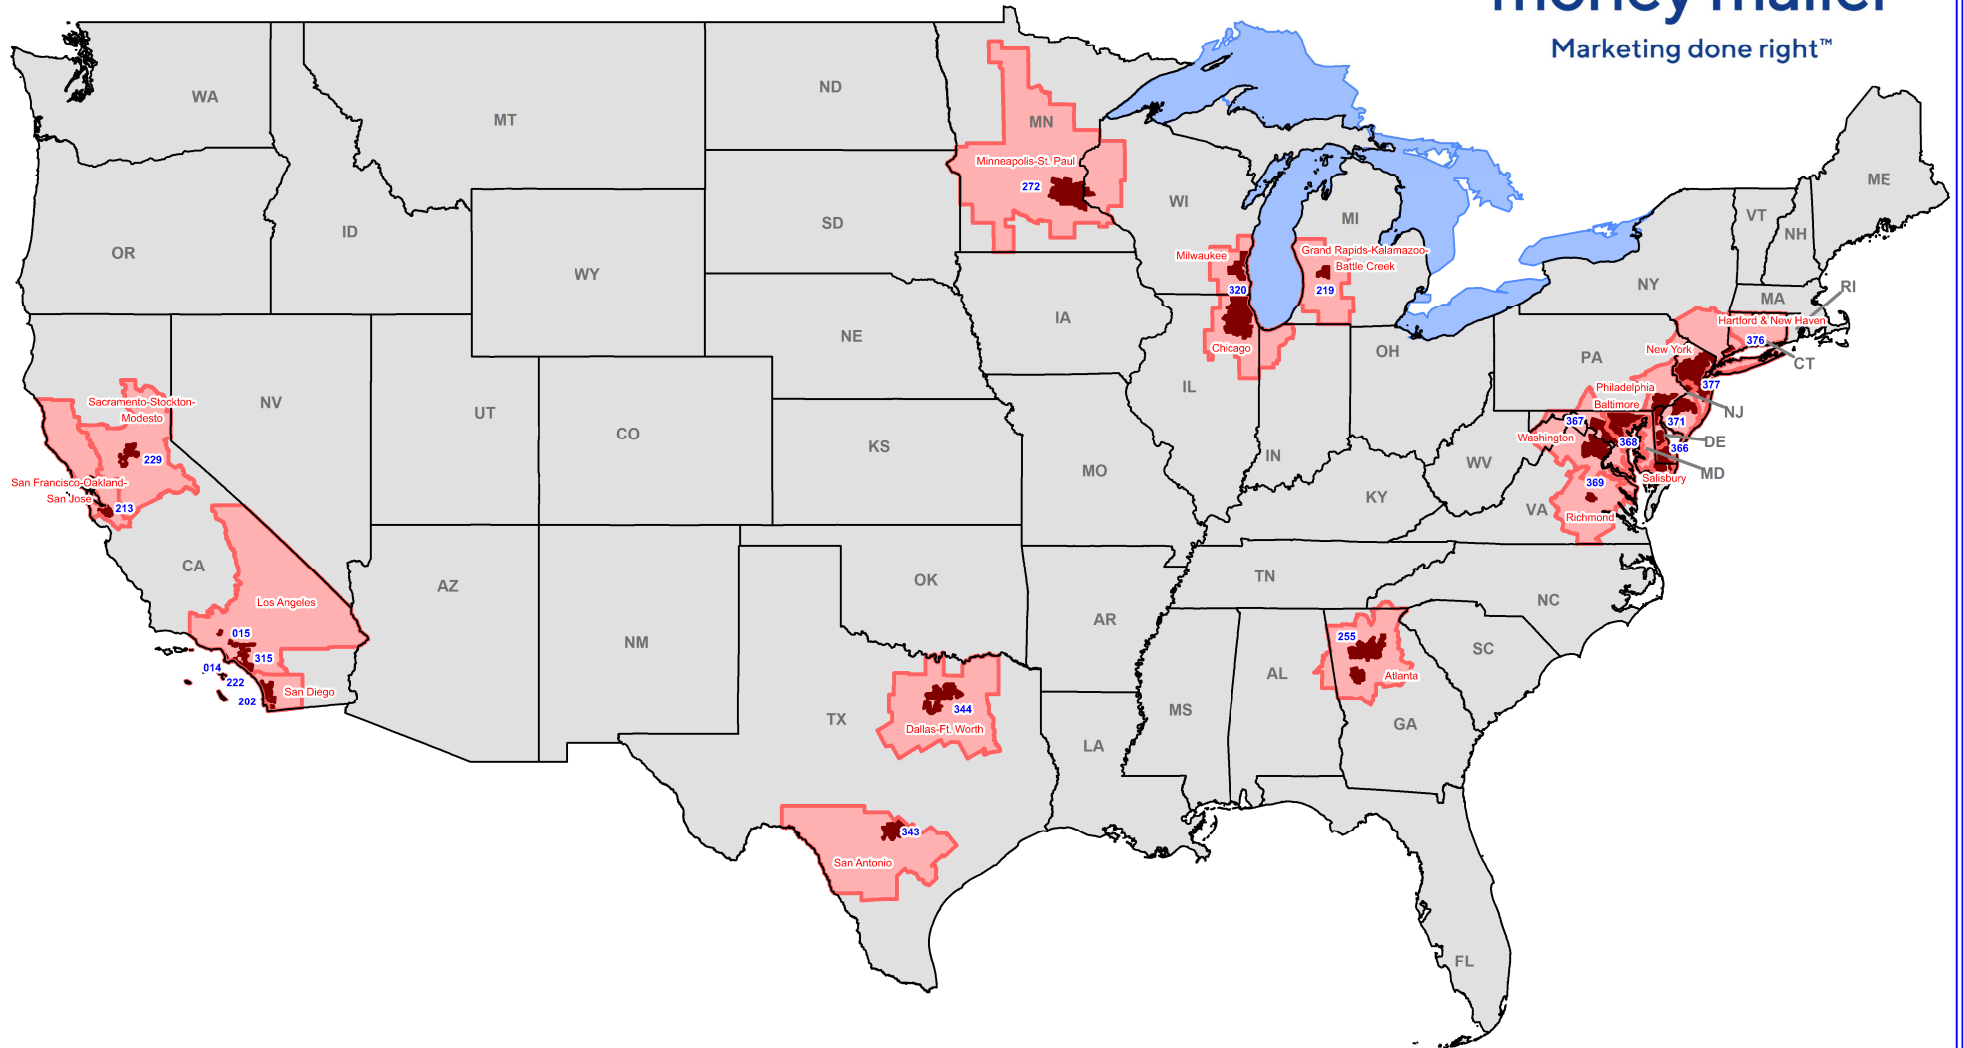 money mailer
Marketing done right™
WA
MT
ND
MN
Minneapolis-St. Paul
272
OR
ID
WY
SD
WI
MI
ME
VT
NH
NY
MA
RI
Milwaukee
320
Chicago
Grand Rapids-Kalamazoo-
Battle Creek
219
Hartford & New Haven
376
CT
New York
377
NJ
Philadelphia
371
Baltimore
367
368
366
DE
MD
Washington
Salisbury
369
Richmond
VA
PA
OH
IA
NE
IL
IN
WV
KY
NV
UT
CO
KS
MO
Sacramento-Stockton-
Modesto
229
San Francisco-Oakland-
San Jose
213
CA
Los Angeles
015
315
014
222
202
San Diego
AZ
NM
OK
AR
TN
NC
SC
255
Atlanta
GA
AL
MS
LA
TX
344
Dallas-Ft. Worth
343
San Antonio
FL